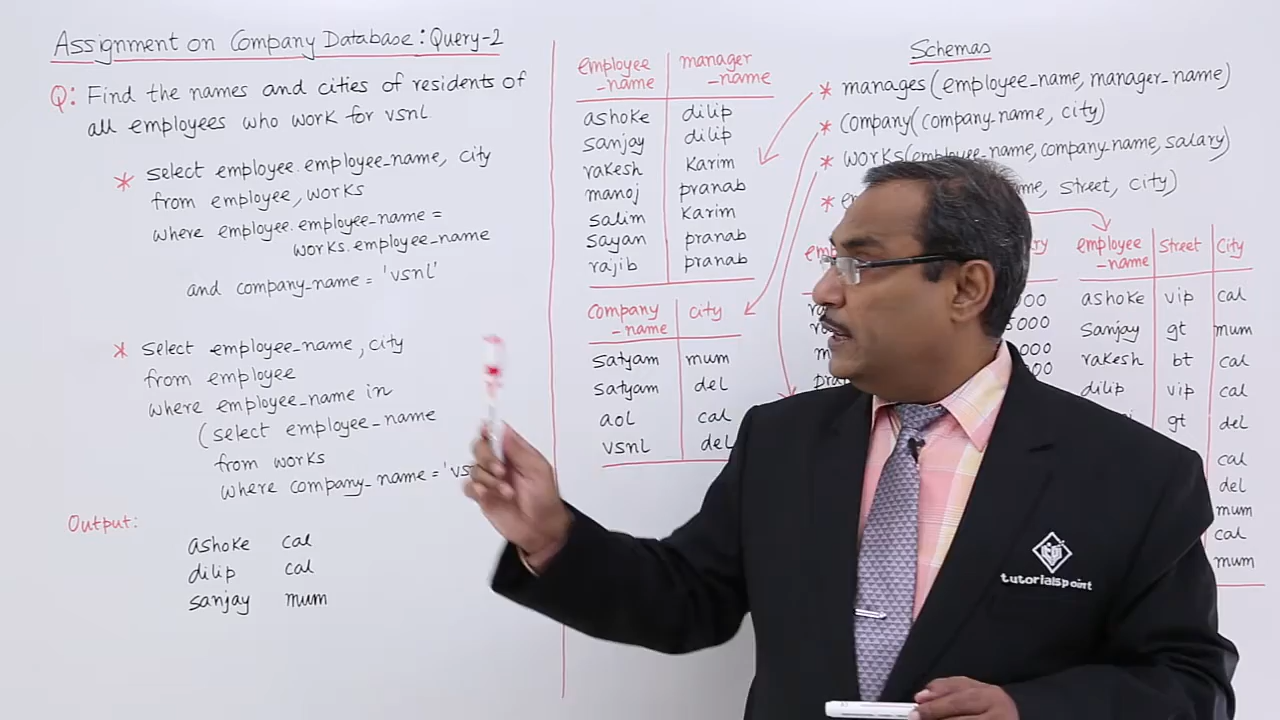 Assignment on Company Database: Query-2
Q: Find the names and cities of residents of
all employees who work for vsnl
* select employee.employee_name, city
from employee, works
where employee.employee_name =
works.employee_name
and company_name = 'vsnl'
* select employee_name, city
from employee
where employee_name in
(select employee_name
from works
where company_name =
Output:
ashoke cal
dilip cal
sanjay mum
employee_name manager_name
ashoke dilip
sanjay dilip
rakesh karim
manoj pranab
salim karim
sayan pranab
rajib pranab
company_name city
satyam mum
satyam del
aol cal
vsnl del
Schemas
* manages(employee_name, manager_name)
* company(company_name, city)
* works(employee_name, company_name, salary)
* street, city)
employee_name street city
ashoke vip cal
sanjay gt mum
rakesh bt cal
dilip vip cal
gt del
cal
del
mum
cal
mum
tutorialspoint